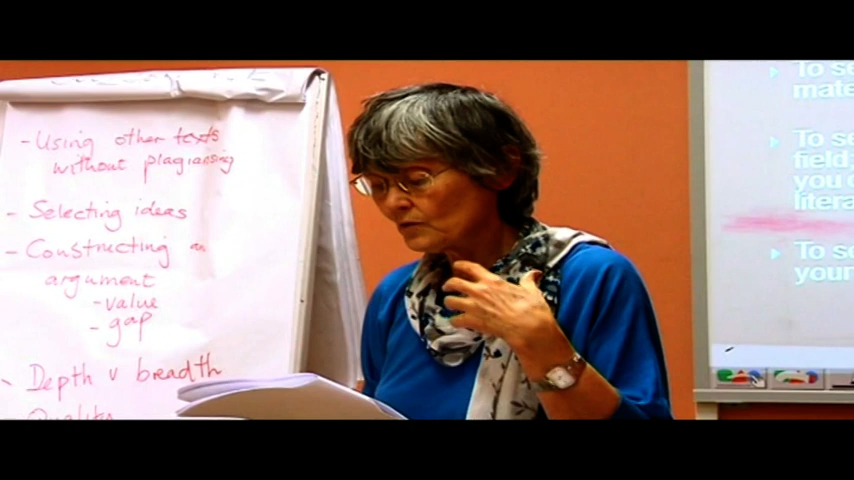 - Using other texts
without plagiarising
- Selecting ideas
- Constructing an
argument
- value
- gap
- Depth v breadth
- Quality
To se
mate
To se
field
you
litera
To se
your